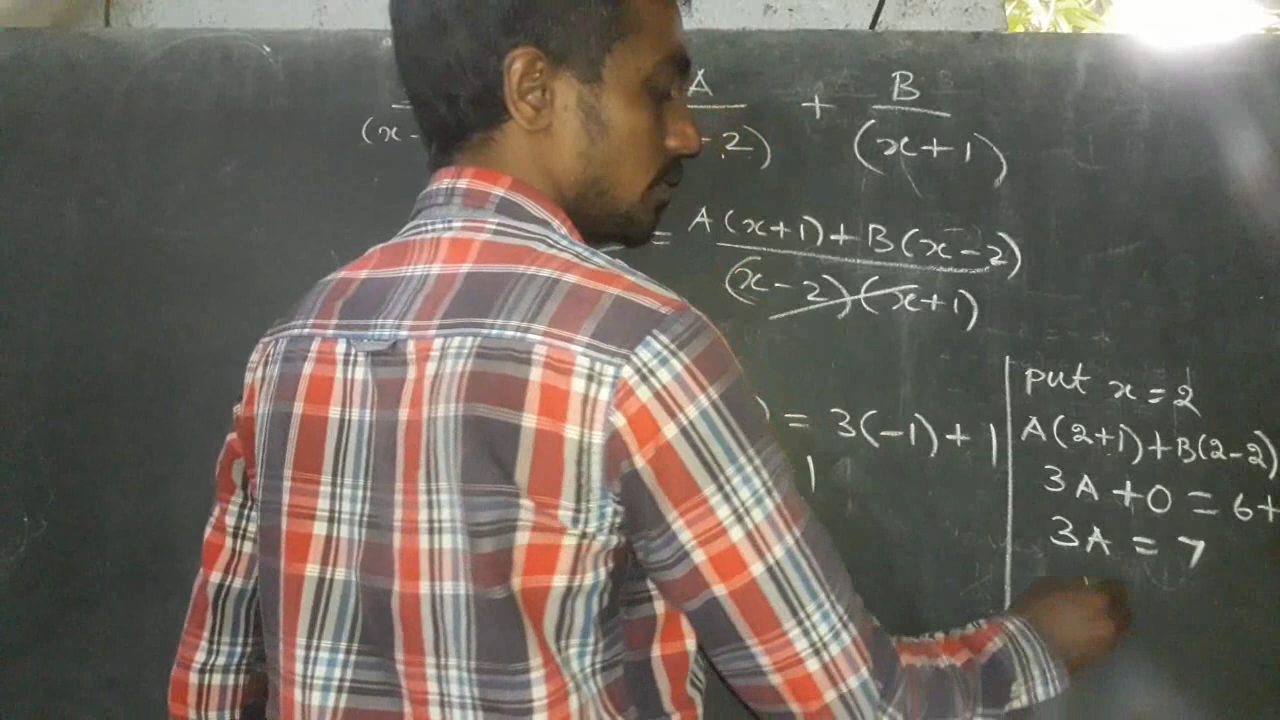 A + B
(x- -2) (x+1)
= A(x+1)+B(x-2)
(x-2)(x+1)
) = 3(-1)+1
1
put x=2
A(2+1)+B(2-2)
3A+0=6+
3A=7